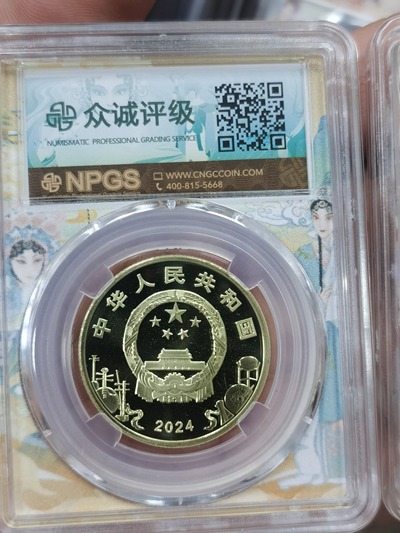 众诚评级
NUMISMATIC PROFESSIONAL GRADING SERVICE
NPGS
WWW.CNGCCOIN.COM
400-815-5668
中华人民共和国
2024